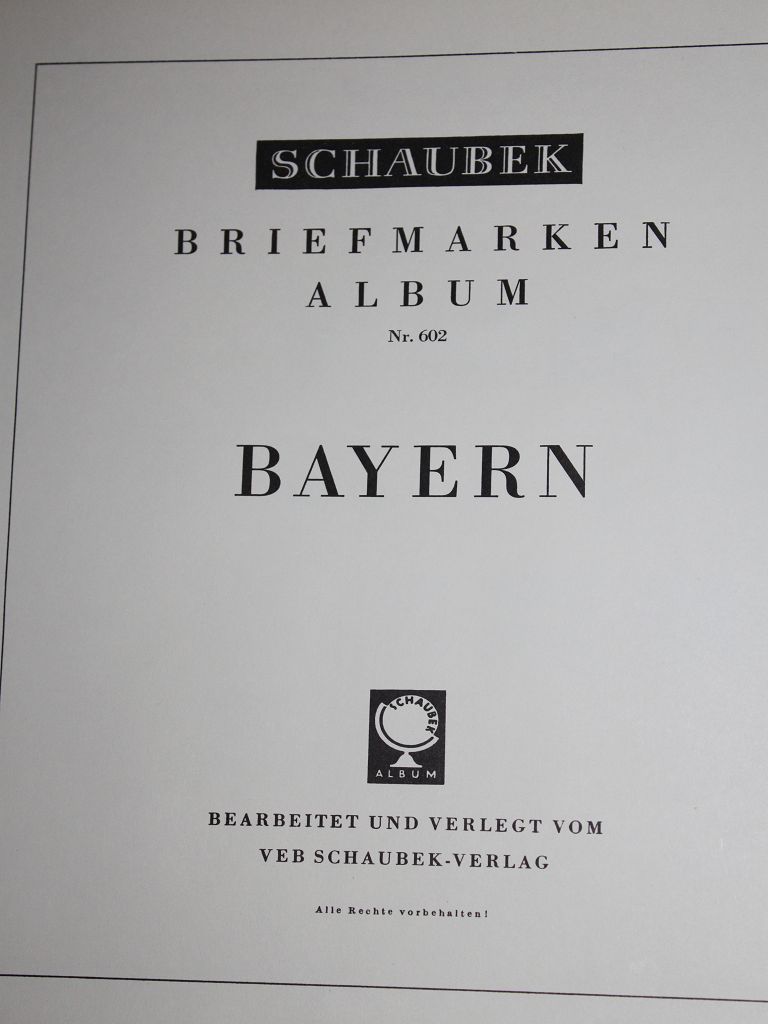 SCHAUBEK
BRIEFMARKEN
ALBUM
Nr. 602
BAYERN
SCHAUBEK
ALBUM
BEARBEITET UND VERLEGT VOM
VEB SCHAUBEK-VERLAG
Alle Rechte vorbehalten!